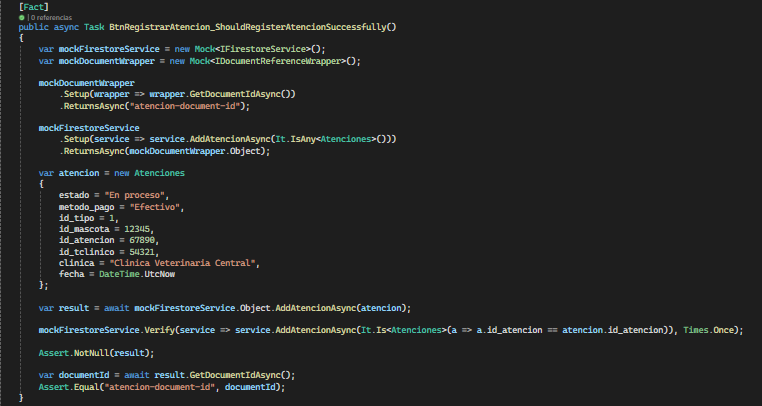 [Fact]
| 0 referencias
public async Task BtnRegistrarAtencion_ShouldRegisterAtencionSuccessfully()
{
var mockFirestoreService = new Mock<IFirestoreService>();
var mockDocumentWrapper = new Mock<IDocumentReferenceWrapper>();
mockDocumentWrapper
.Setup(wrapper => wrapper.GetDocumentIdAsync())
.ReturnsAsync("atencion-document-id");
mockFirestoreService
.Setup(service => service.AddAtencionAsync(It.IsAny<Atenciones>()))
.ReturnsAsync(mockDocumentWrapper.Object);
var atencion = new Atenciones
{
estado = "En proceso",
metodo_pago = "Efectivo",
id_tipo = 1,
id_mascota = 12345,
id_atencion = 67890,
id_tclinico = 54321,
clinica = "Clinica Veterinaria Central",
fecha = DateTime.UtcNow
};
var result = await mockFirestoreService.Object.AddAtencionAsync(atencion);
mockFirestoreService.Verify(service => service.AddAtencionAsync(It.Is<Atenciones>(a => a.id_atencion == atencion.id_atencion)), Times.Once);
Assert.NotNull(result);
var documentId = await result.GetDocumentIdAsync();
Assert.Equal("atencion-document-id", documentId);
}